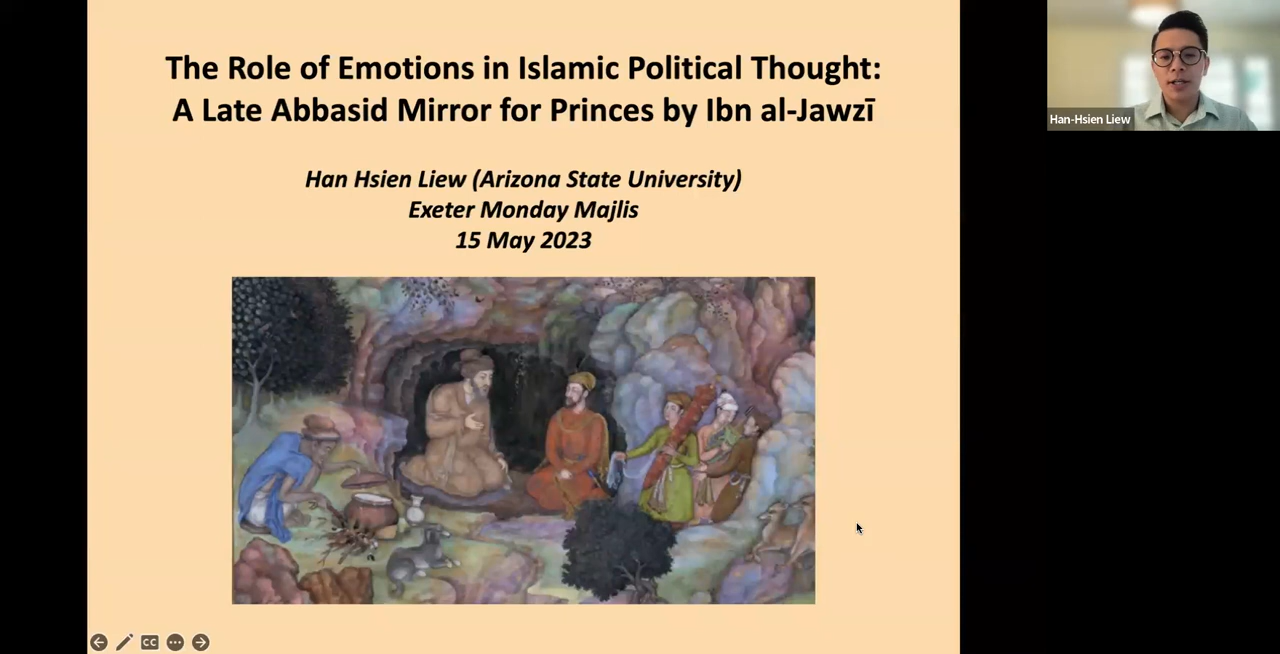 The Role of Emotions in Islamic Political Thought:
A Late Abbasid Mirror for Princes by Ibn al-Jawzī
Han Hsien Liew (Arizona State University)
Exeter Monday Majlis
15 May 2023
Han-Hsien Liew
CC